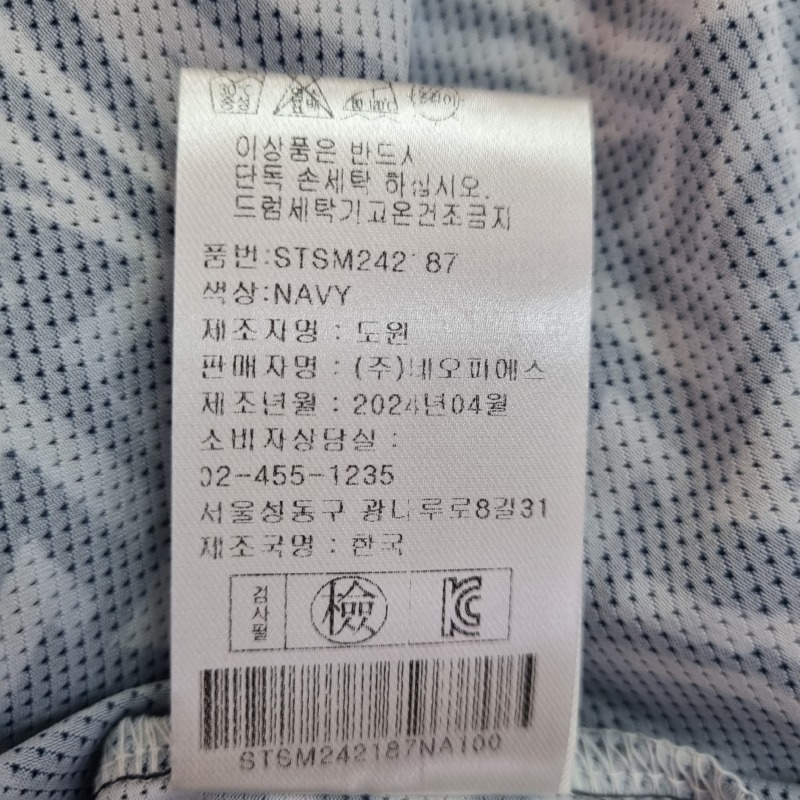 이상품은 반드시
단독 손세탁 하십시오.
드럼세탁기고온건조금지
품번:STSM242187
색상:NAVY
제조자명 : 도원
판매자명 : (주)네오피에스
제조년월 : 2024년04월
소비자상담실 :
02-455-1235
서울성동구 광나루로8길31
제조국명 : 한국
검사필
檢
STSM242187NA100